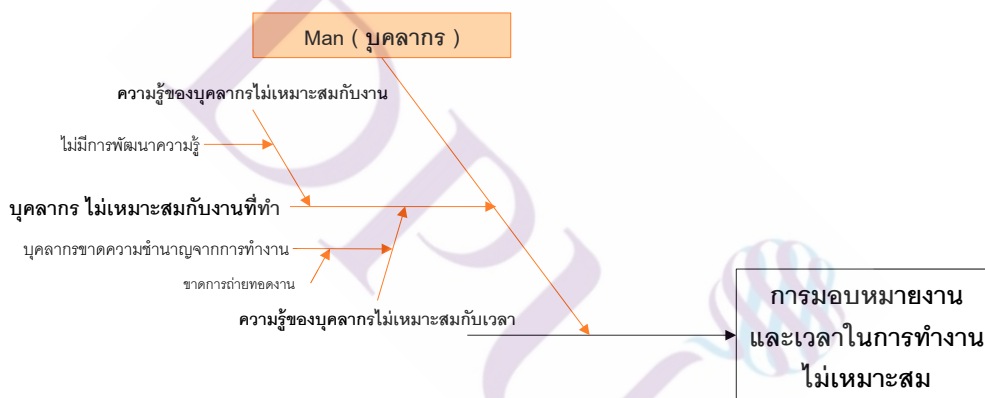 Man ( บุคลากร )
ความรู้ของบุคลากรไม่เหมาะสมกับงาน
ไม่มีการพัฒนาความรู้
บุคลากร ไม่เหมาะสมกับงานที่ทำ
บุคลากรขาดความชำนาญจากการทำงาน
ขาดการถ่ายทอดงาน
ความรู้ของบุคลากรไม่เหมาะสมกับเวลา
การมอบหมายงาน
และเวลาในการทำงาน
ไม่เหมาะสม
DPU